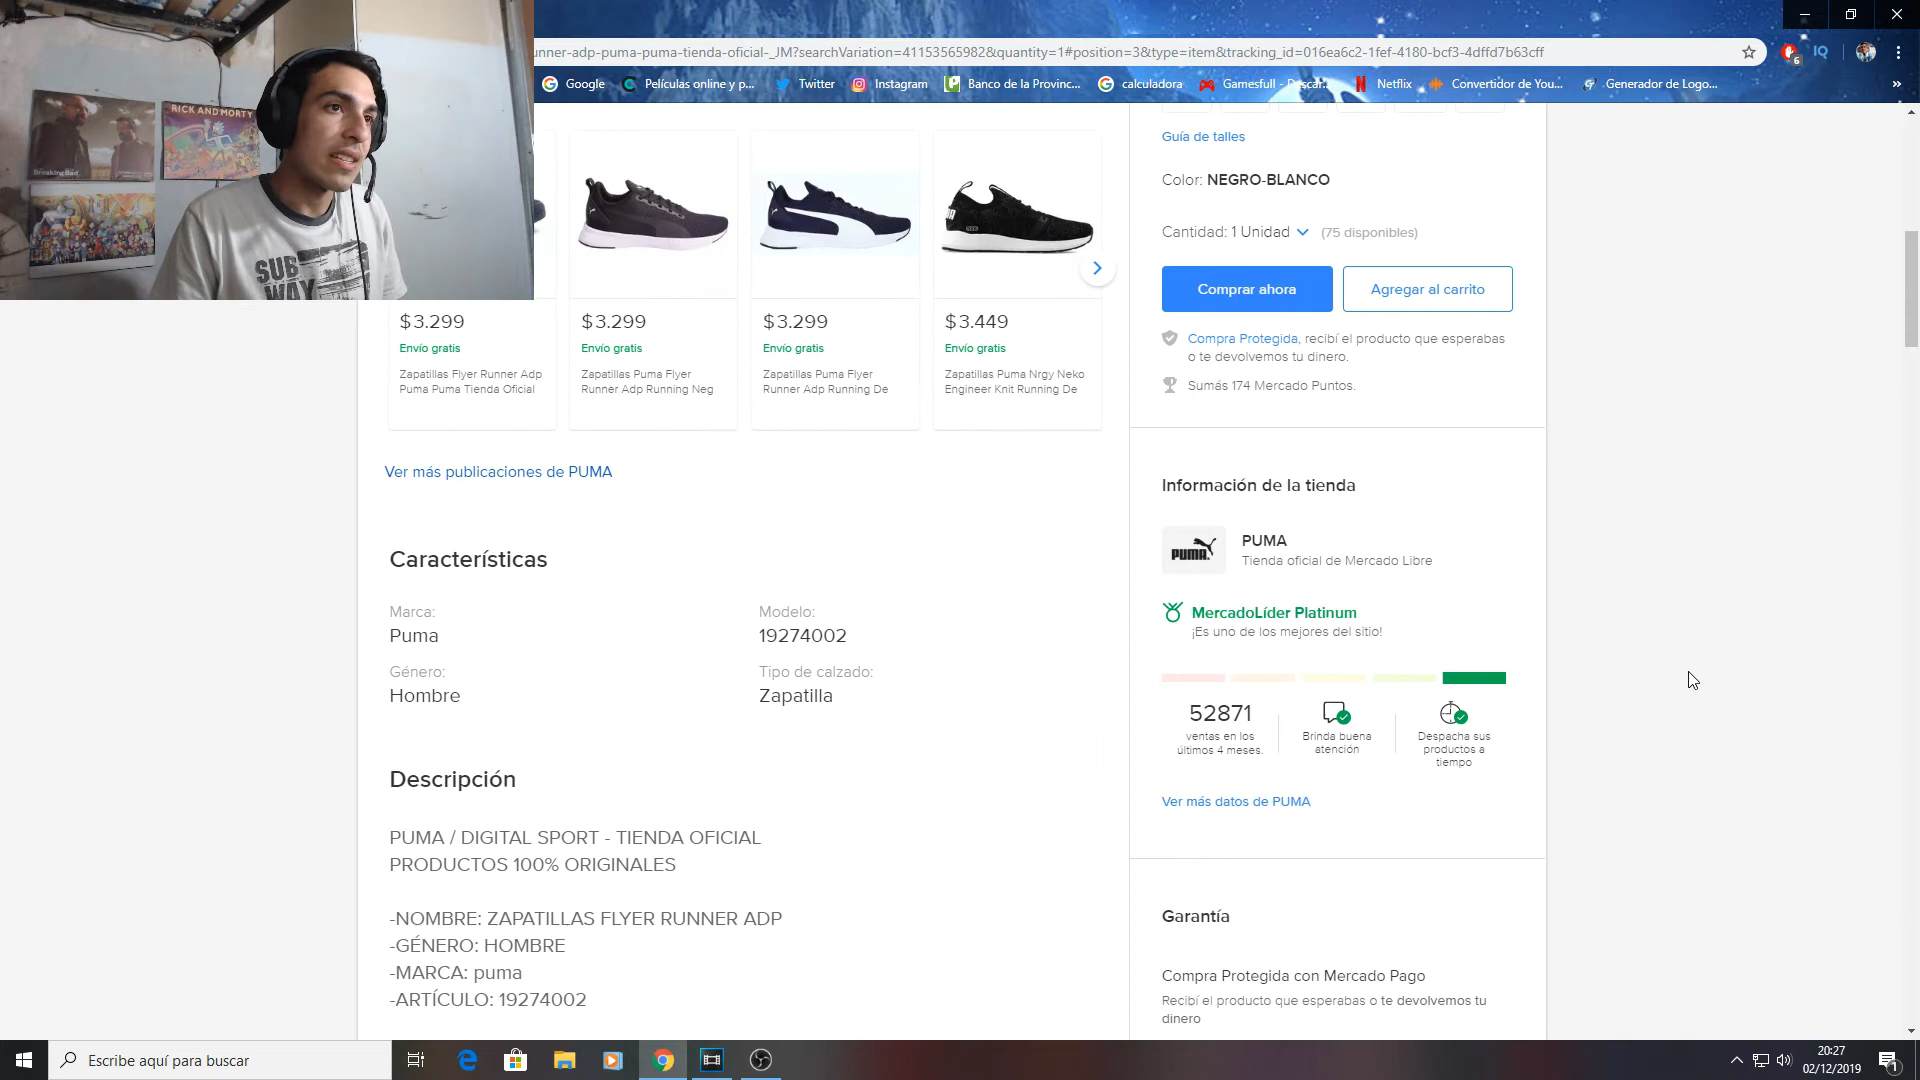 unner-adp-puma-puma-tienda-oficial-_JM?searchVariation=41153565982&quantity=1#position=3&type=item&tracking_id=016ea6c2-1fef-4180-bcf3-4dffd7b63cff
6
IQ
Google
Películas online y p...
Twitter
Instagram
Banco de la Provinc...
calculadora
Gamesfull - Descar...
Netflix
Convertidor de You...
Generador de Logo...
»
RICK AND MORTY
Breaking Bad
SUB
WAY
$3.299
Envío gratis
Zapatillas Flyer Runner Adp
Puma Puma Tienda Oficial
$3.299
Envío gratis
Zapatillas Puma Flyer
Runner Adp Running Neg
$3.299
Envío gratis
Zapatillas Puma Flyer
Runner Adp Running De
$3.449
Envío gratis
Zapatillas Puma Nrgy Neko
Engineer Knit Running De
Ver más publicaciones de PUMA
Características
Marca:
Puma
Modelo:
19274002
Género:
Hombre
Tipo de calzado:
Zapatilla
Descripción
PUMA / DIGITAL SPORT - TIENDA OFICIAL
PRODUCTOS 100% ORIGINALES
-NOMBRE: ZAPATILLAS FLYER RUNNER ADP
-GÉNERO: HOMBRE
-MARCA: puma
-ARTÍCULO: 19274002
Guía de talles
Color: NEGRO-BLANCO
Cantidad: 1 Unidad (75 disponibles)
Comprar ahora
Agregar al carrito
Compra Protegida, recibí el producto que esperabas
o te devolvemos tu dinero.
Sumás 174 Mercado Puntos.
Información de la tienda
PUMA
PUMA
Tienda oficial de Mercado Libre
MercadoLíder Platinum
¡Es uno de los mejores del sitio!
52871
ventas en los
últimos 4 meses.
Brinda buena
atención
Despacha sus
productos a
tiempo
Ver más datos de PUMA
Garantía
Compra Protegida con Mercado Pago
Recibí el producto que esperabas o te devolvemos tu
dinero
Escribe aquí para buscar
20:27
02/12/2019
1